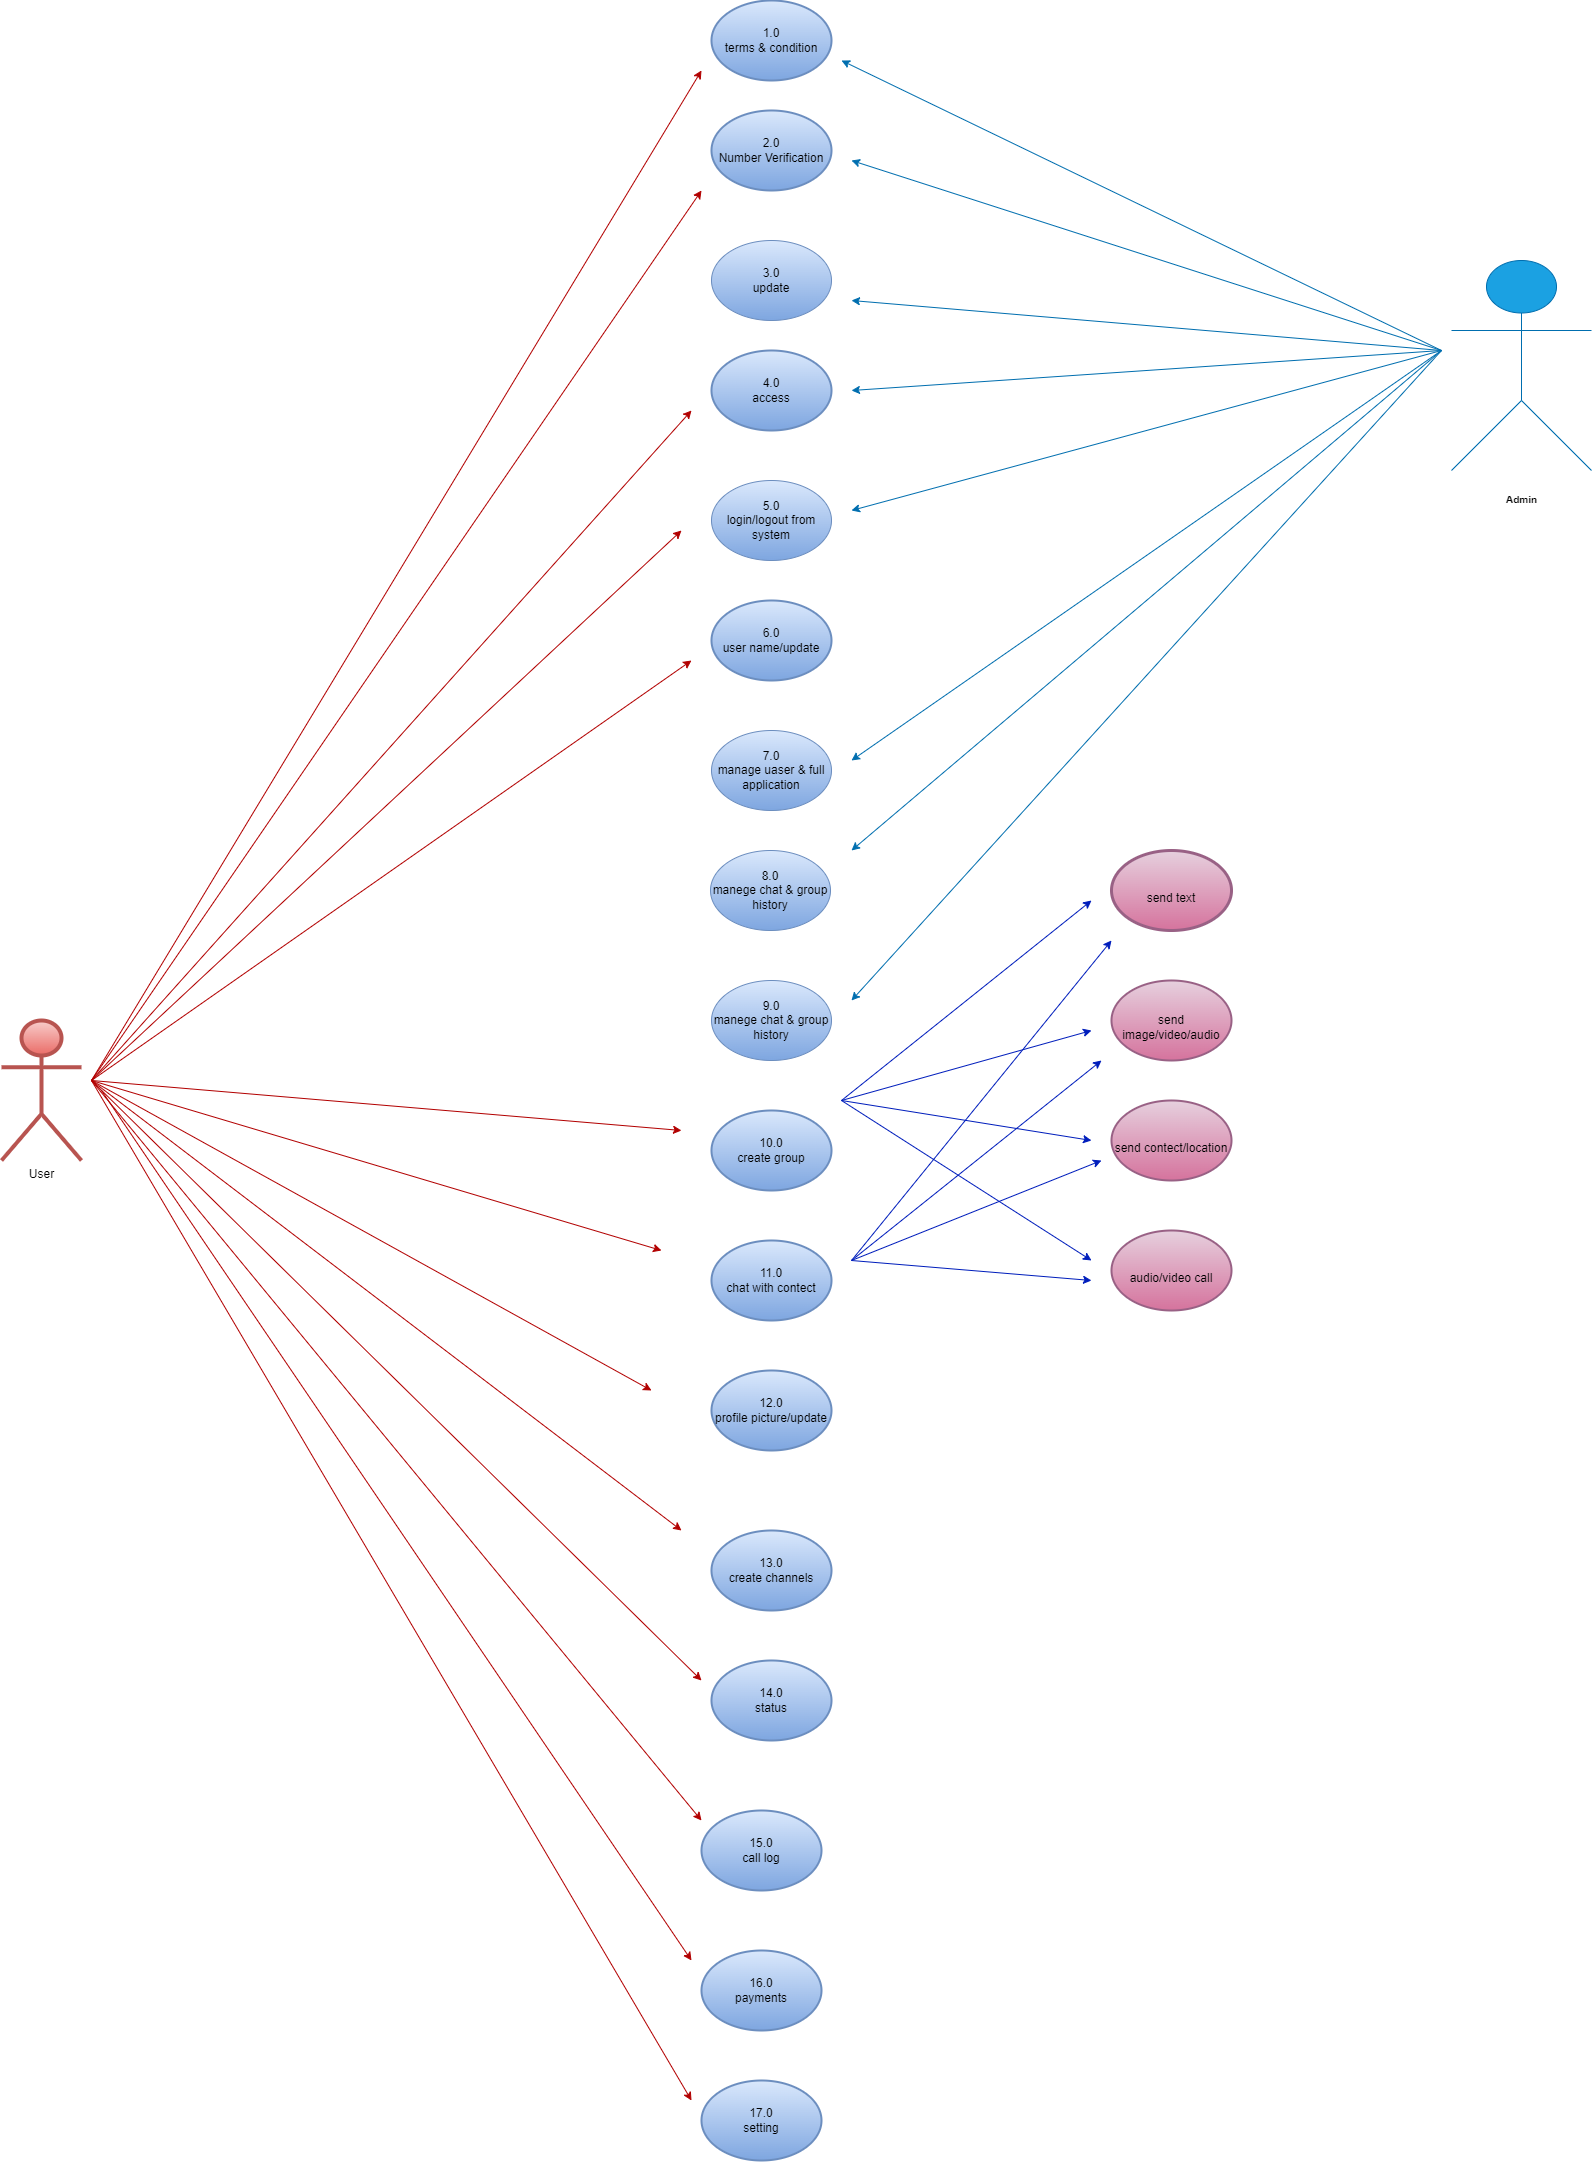 1.0
terms & condition
2.0
Number Verification
3.0
update
4.0
access
5.0
login/logout from
system
Admin
6.0
user name/update
7.0
manage uaser & full
application
8.0
manege chat & group
history
send text
9.0
manege chat & group
history
send
image/video/audio
User
10.0
create group
send contect/location
11.0
chat with contect
audio/video call
12.0
profile picture/update
13.0
create channels
14.0
status
15.0
call log
16.0
payments
17.0
setting